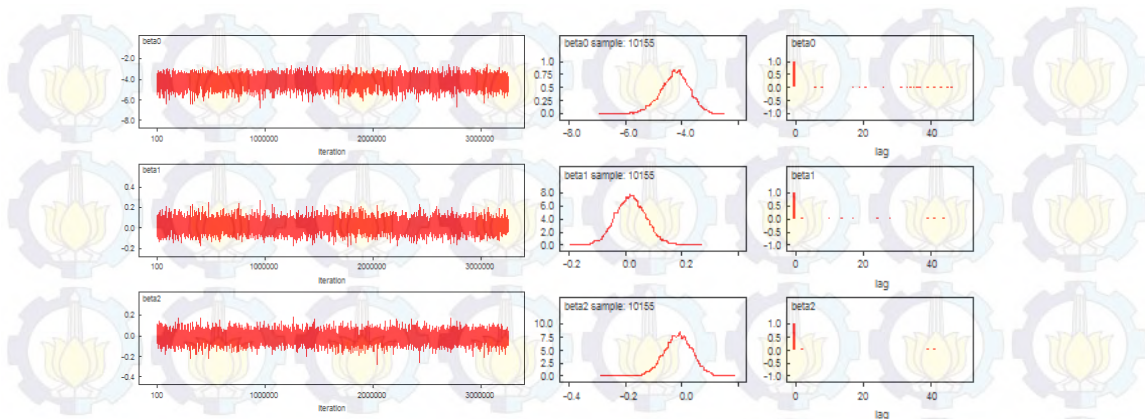 beta0
-2.0
-4.0
-6.0
-8.0
100 1000000 2000000 3000000
iteration
beta0 sample: 10155
1.0
0.75
0.5
0.25
0.0
-8.0 -6.0 -4.0
beta0
1.0
0.5
0.0
-0.5
-1.0
0 20 40
lag
beta1
0.4
0.2
0.0
-0.2
100 1000000 2000000 3000000
iteration
beta1 sample: 10155
8.0
6.0
4.0
2.0
0.0
-0.2 0.0 0.2
beta1
1.0
0.5
0.0
-0.5
-1.0
0 20 40
lag
beta2
0.2
0.0
-0.2
-0.4
100 1000000 2000000 3000000
iteration
beta2 sample: 10155
10.0
7.5
5.0
2.5
0.0
-0.4 -0.2 0.0
beta2
1.0
0.5
0.0
-0.5
-1.0
0 20 40
lag